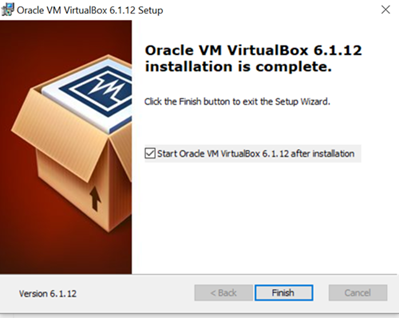 Oracle VM VirtualBox 6.1.12 Setup
Oracle VM VirtualBox 6.1.12
installation is complete.
Click the Finish button to exit the Setup Wizard.
Start Oracle VM VirtualBox 6.1.12 after installation
Version 6.1.12
< Back
Finish
Cancel